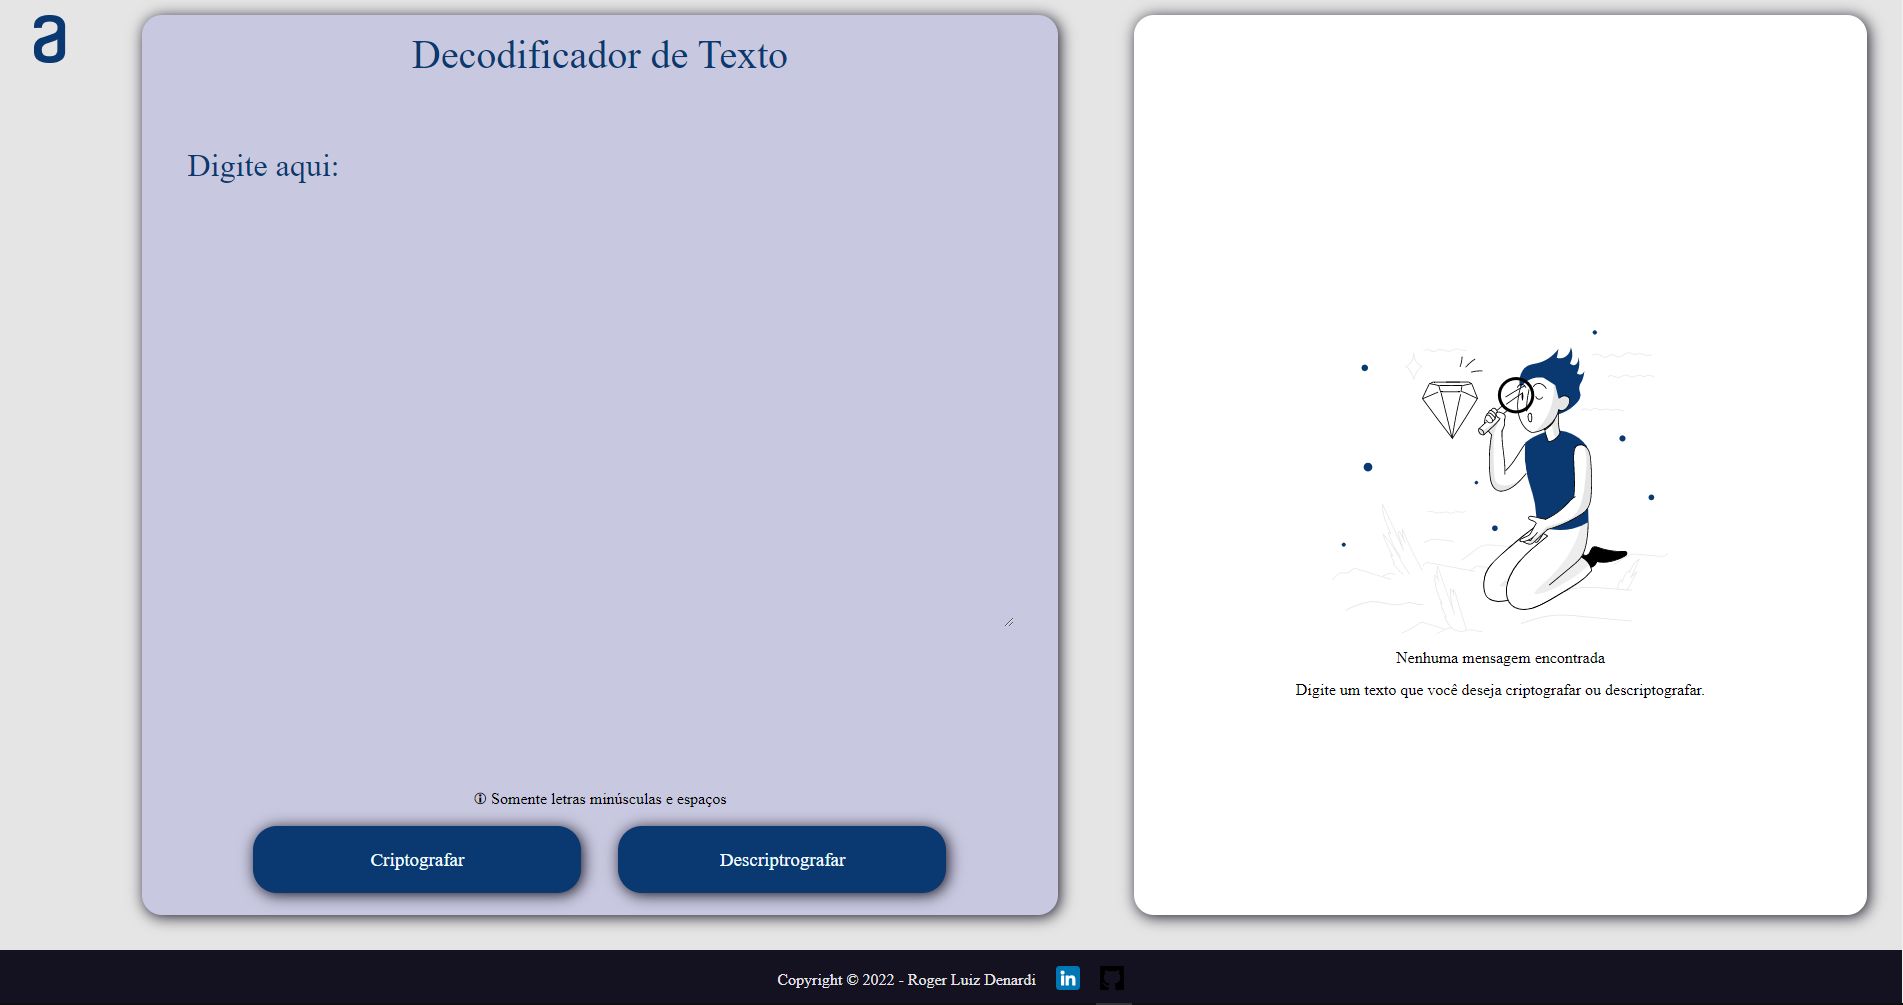 a
Decodificador de Texto
Digite aqui:
Nenhuma mensagem encontrada
Digite um texto que você deseja criptografar ou descriptografar.
🛈 Somente letras minúsculas e espaços
Criptografar
Descriptrografar
Copyright © 2022 - Roger Luiz Denardi in